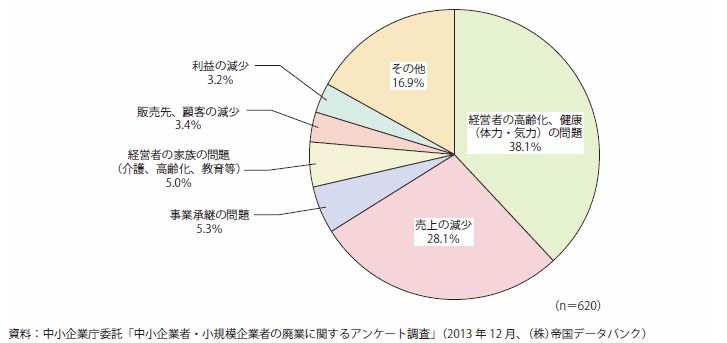 その他
16.9%
経営者の高齢化、健康
（体力・気力）の問題
38.1%
売上の減少
28.1%
事業承継の問題
5.3%
経営者の家族の問題
（介護、高齢化、教育等）
5.0%
販売先、顧客の減少
3.4%
利益の減少
3.2%
（n＝620）
資料：中小企業庁委託「中小企業者・小規模企業者の廃業に関するアンケート調査」（2013年12月、（株）帝国データバンク）